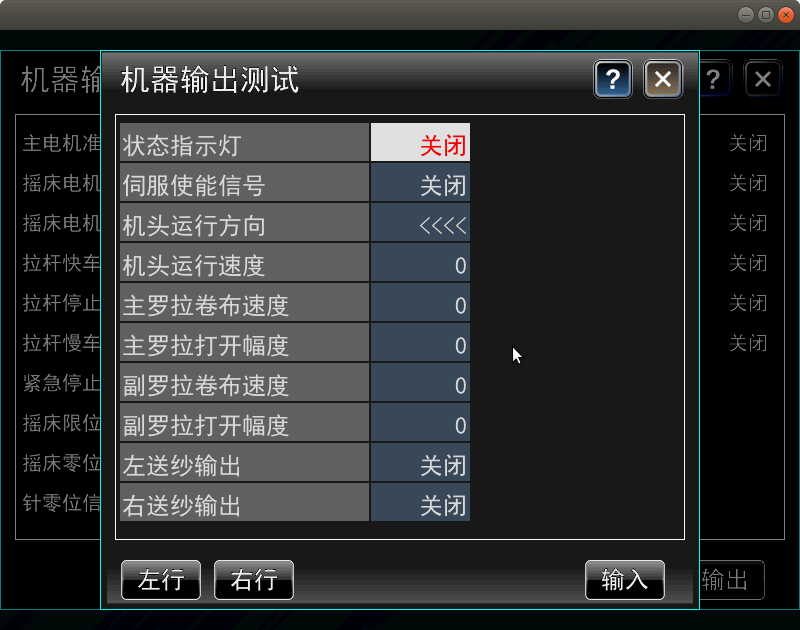 机器输
机器输出测试
?
?
状态指示灯 关闭
伺服使能信号 关闭
机头运行方向 <<<<
机头运行速度 0
主罗拉卷布速度 0
主罗拉打开幅度 0
副罗拉卷布速度 0
副罗拉打开幅度 0
左送纱输出 关闭
右送纱输出 关闭
左行 右行 输入
主电机准 关闭
摇床电机 关闭
摇床电机 关闭
拉杆快车 关闭
拉杆停止 关闭
拉杆慢车 关闭
紧急停止
摇床限位
摇床零位
针零位信
输出